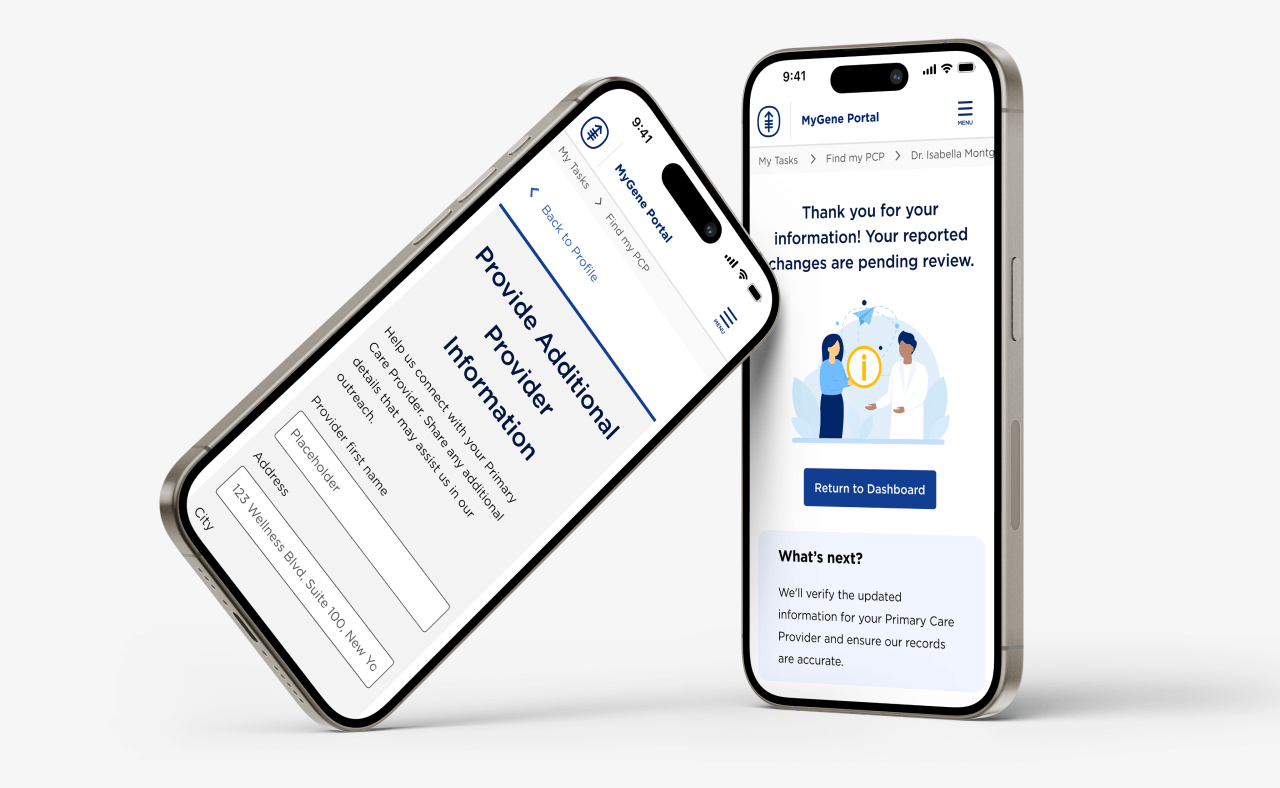 9:41
MyGene Portal
MENU
My Tasks > Find my PCP
Back to Profile
Provide Additional
Provider
Information
Help us connect with your Primary
Care Provider. Share any additional
details that may assist us in our
outreach.
Provider first name
Placeholder
Address
123 Wellness Blvd, Suite 100, New Yo
City
9:41
MyGene Portal
MENU
My Tasks > Find my PCP > Dr. Isabella Montg
Thank you for your
information! Your reported
changes are pending review.
i
Return to Dashboard
What's next?
We'll verify the updated
information for your Primary Care
Provider and ensure our records
are accurate.